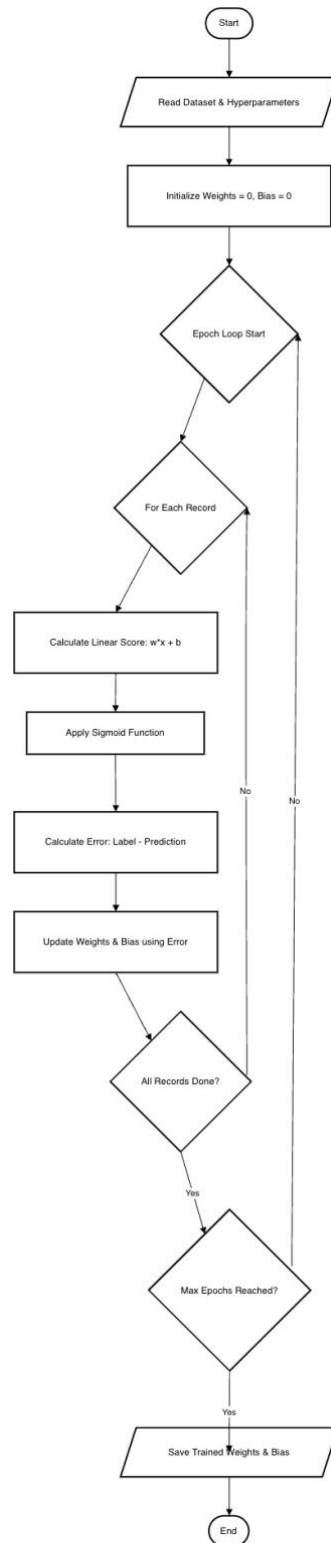 Start
Read Dataset & Hyperparameters
Initialize Weights = 0, Bias = 0
Epoch Loop Start
For Each Record
Calculate Linear Score: w*x + b
Apply Sigmoid Function
No
No
Calculate Error: Label - Prediction
Update Weights & Bias using Error
All Records Done?
Yes
Max Epochs Reached?
Yes
Save Trained Weights & Bias
End